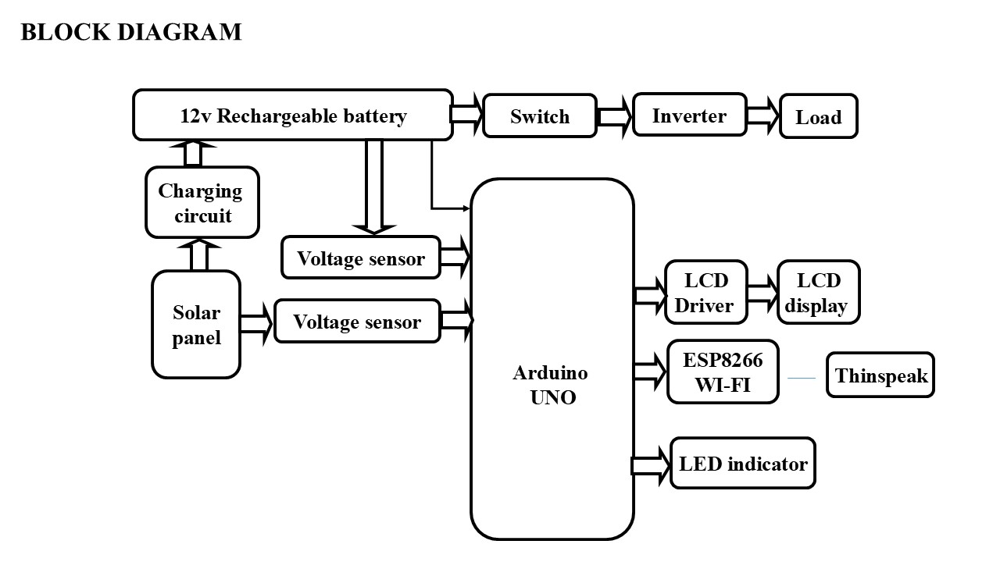 BLOCK DIAGRAM
12v Rechargeable battery
Switch
Inverter
Load
Charging
circuit
Voltage sensor
Solar
panel
Voltage sensor
Arduino
UNO
LCD
Driver
LCD
display
ESP8266
WI-FI
Thinspeak
LED indicator